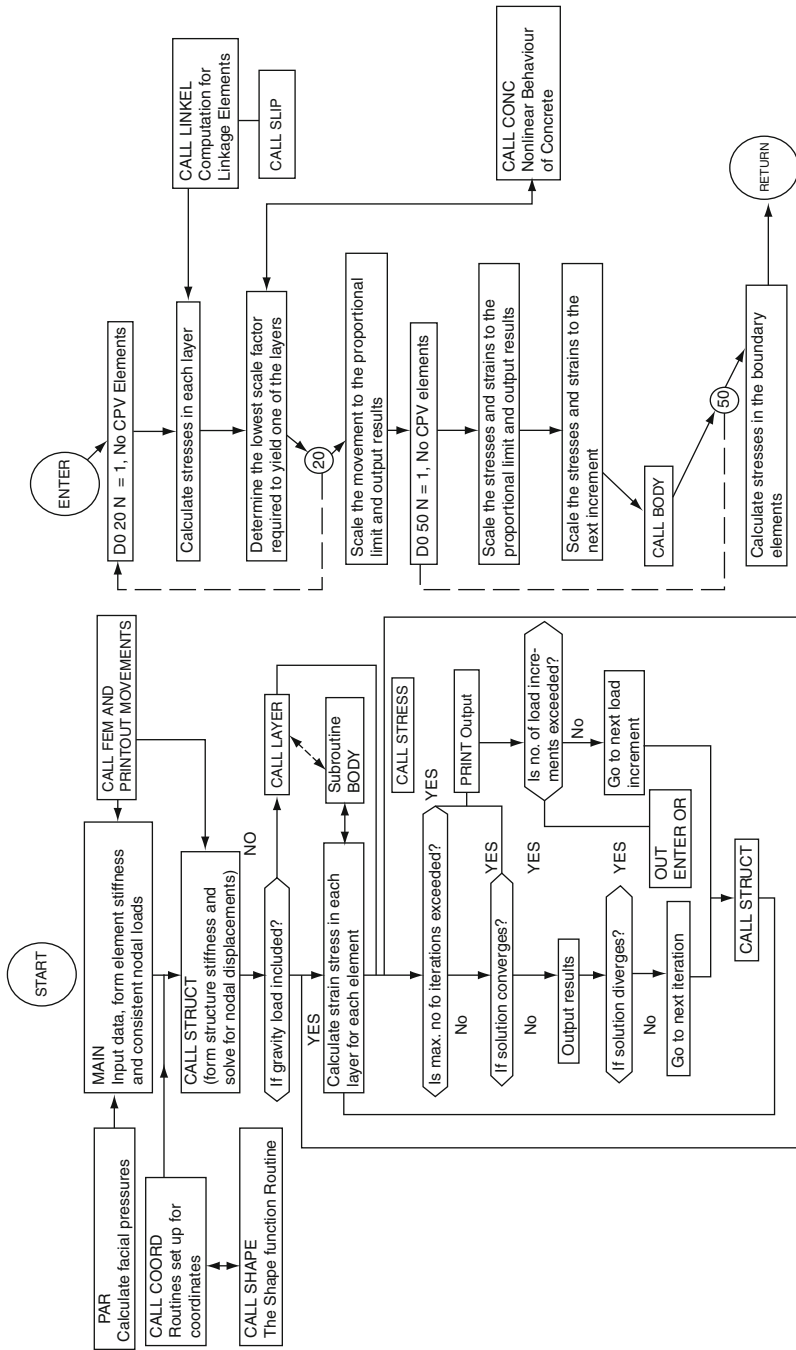 START
PAR
Calculate facial pressures
MAIN
Input data, form element stiffness
and consistent nodal loads
CALL FEM AND
PRINTOUT MOVEMENTS
CALL COORD
Routines set up for
coordinates
CALL SHAPE
The Shape function Routine
CALL STRUCT
(form structure stiffness and
solve for nodal displacements)
If gravity load included?
NO
CALL LAYER
YES
Calculate strain stress in each
layer for each element
Subroutine
BODY
CALL STRESS
Is max. no fo iterations exceeded?
YES
No
PRINT Output
If solution converges?
YES
No
Is no. of load incre-
ments exceeded?
YES
No
Output results
Go to next load
increment
If solution diverges?
YES
No
OUT
ENTER OR
Go to next iteration
CALL STRUCT
ENTER
D0 20 N = 1, No CPV Elements
Calculate stresses in each layer
CALL LINKEL
Computation for
Linkage Elements
CALL SLIP
Determine the lowest scale factor
required to yield one of the layers
20
CALL CONC
Nonlinear Behaviour
of Concrete
Scale the movement to the proportional
limit and output results
D0 50 N = 1, No CPV elements
Scale the stresses and strains to the
proportional limit and output results
Scale the stresses and strains to the
next increment
CALL BODY
50
Calculate stresses in the boundary
elements
RETURN